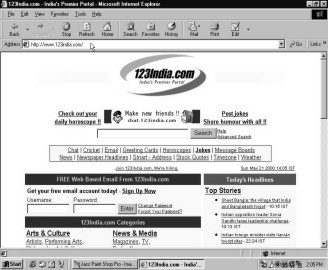 123India.com - India's Premier Portal - Microsoft Internet Explorer
File Edit View Favorites Tools Help
Back Forward Stop Refresh Home Search Favorites History Mail Print Edit
Address http://www.123india.com/ Go Links »
123India.com
India's Premier Portal
Check out your daily horoscope !!
Make new friends !!
chat.123india.com
Post jokes
Share humour with all !!
Search Help
Advanced Search
Chat | Cricket | Email | Greeting Cards | Horoscopes | Jokes | Message Boards
News | Newspaper Headlines | Smart - Address | Stock Quotes | Timezone | Weather
Join 123India.com, We're hiring. Sun May 21 2000 14:05 IST
FREE Web Based Email From 123India.com
Today's Headlines
Get your free email account today! - Sign Up Now
Username: Password:
Enter Change Password
Forgot Your Password?
Top Stories
Sheet Bangla: the village that India and Bangladesh forgot - 10:15 IST
Indian opposition leader Sonia Gandhi faces leadership challenge - 10:13 IST
Indian foreign minister visits Iranian tourist city - 22:24 IST
123India.com Categories
Arts & Culture
Artists, Performing Arts,
News & Media
Magazines, TV,
Internet
Start Jasc Paint Shop Pro - Ima... 123India.com - India'... 2:05 PM